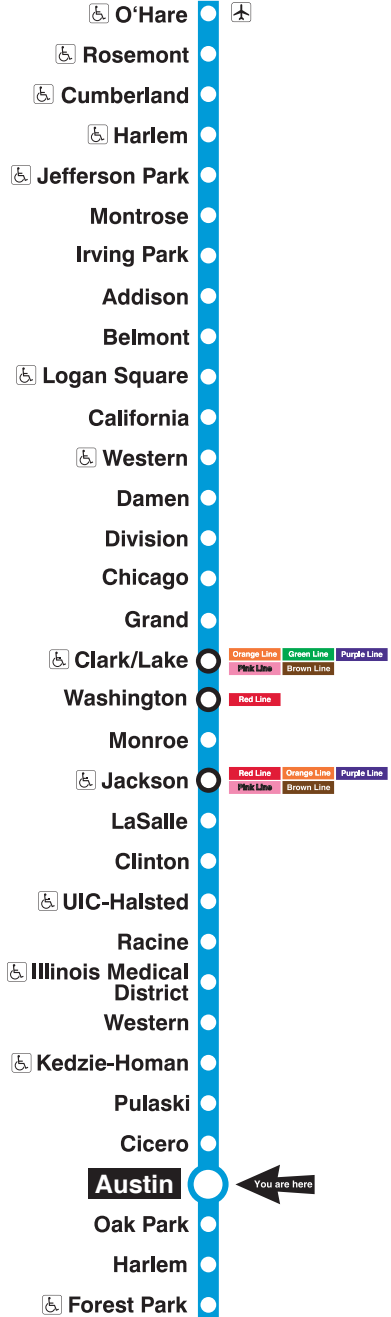 O‘Hare
Rosemont
Cumberland
Harlem
Jefferson Park
Montrose
Irving Park
Addison
Belmont
Logan Square
California
Western
Damen
Division
Chicago
Grand
Clark/Lake
Orange Line Green Line Purple Line
Pink Line Brown Line
Washington
Red Line
Monroe
Jackson
Red Line Orange Line Purple Line
Pink Line Brown Line
LaSalle
Clinton
UIC-Halsted
Racine
Illinois Medical
District
Western
Kedzie-Homan
Pulaski
Cicero
Austin
You are here
Oak Park
Harlem
Forest Park